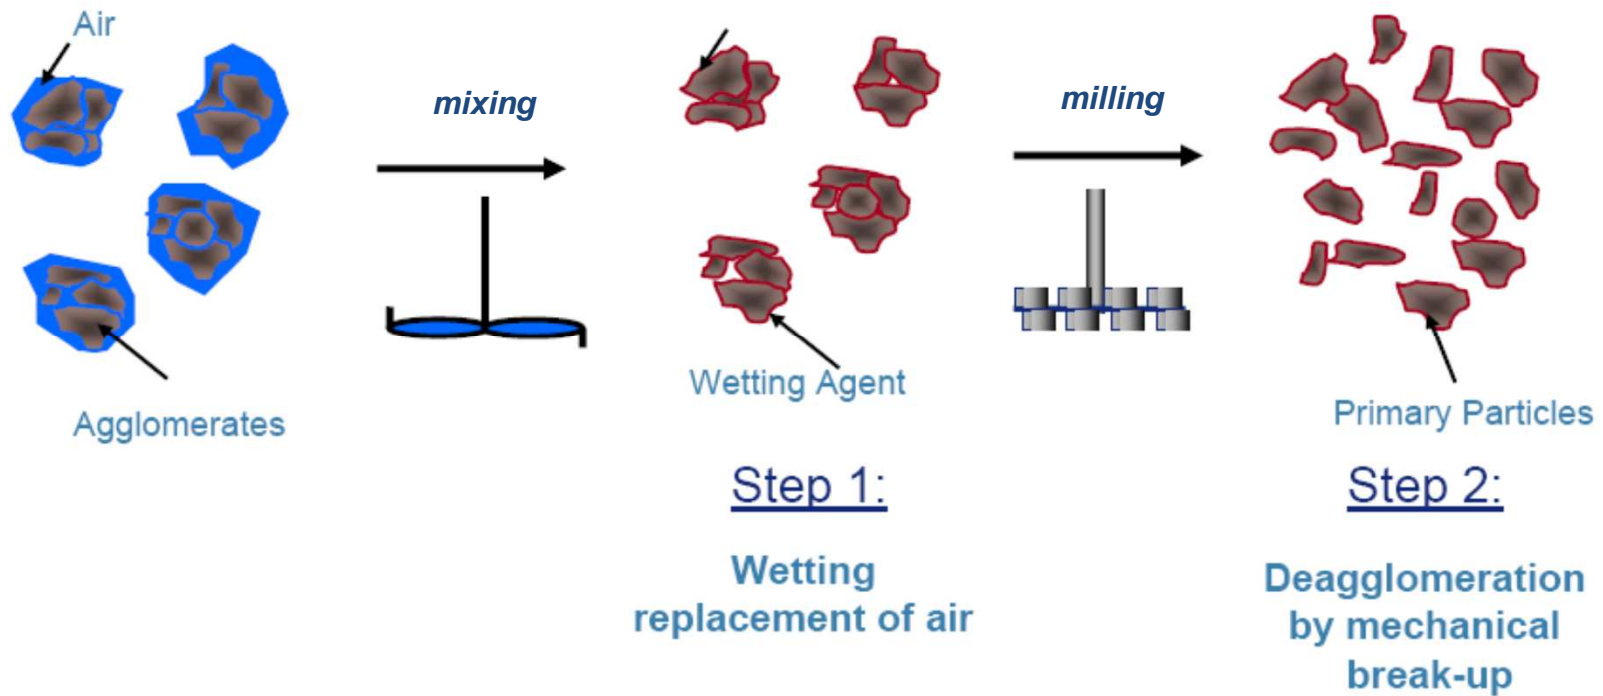 Air
mixing
milling
Agglomerates
Wetting Agent
Primary Particles
Step 1:
Wetting
replacement of air
Step 2:
Deagglomeration
by mechanical
break-up